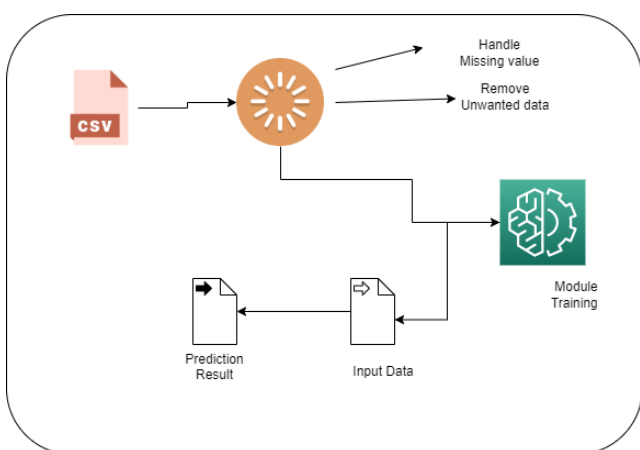 Handle
Missing value
Remove
Unwanted data
CSV
Module
Training
Prediction
Result
Input Data